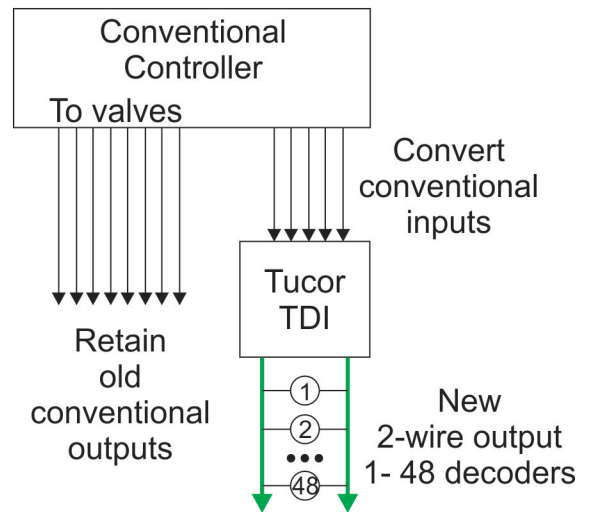 Conventional
Controller
To valves
Convert
conventional
inputs
Tucor
TDI
Retain
old
conventional
outputs
1
2
•••
48
New
2-wire output
1- 48 decoders